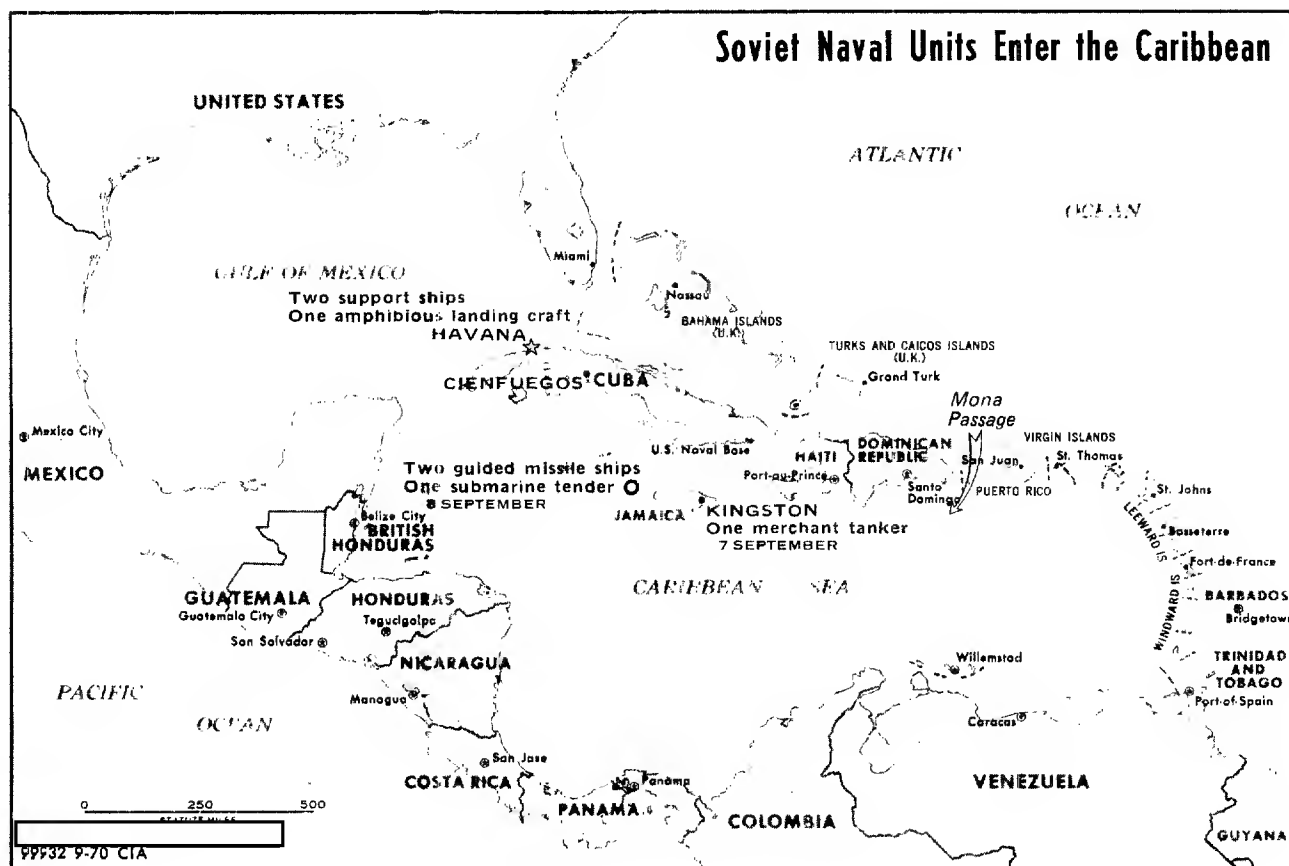 Soviet Naval Units Enter the Caribbean
UNITED STATES
ATLANTIC
OCEAN
GULF OF MEXICO
Miami
Two support ships
One amphibious landing craft
HAVANA
Nassau
BAHAMA ISLANDS
(U.K.)
TURKS AND CAICOS ISLANDS
(U.K.)
Grand Turk
CIENFUEGOS
CUBA
Mona
Passage
Mexico City
MEXICO
U.S. Naval Base
HAITI
Port-au-Prince
DOMINICAN
REPUBLIC
Santo
Domingo
San Juan
PUERTO RICO
VIRGIN ISLANDS
St. Thomas
St. Johns
Two guided missile ships
One submarine tender
8 SEPTEMBER
JAMAICA
KINGSTON
One merchant tanker
7 SEPTEMBER
LEEWARD IS
Basseterre
Fort-de-France
WINDWARD IS
BARBADOS
Bridgetown
Belize City
BRITISH
HONDURAS
CARIBBEAN SEA
GUATEMALA
Guatemala City
HONDURAS
Tegucigalpa
San Salvador
NICARAGUA
Managua
Willemstad
TRINIDAD
AND
TOBAGO
Port-of-Spain
PACIFIC
OCEAN
Caracas
San Jose
COSTA RICA
Panama
PANAMA
COLOMBIA
VENEZUELA
GUYANA
0 250 500
STATUTE MILES
99932 9-70 CIA